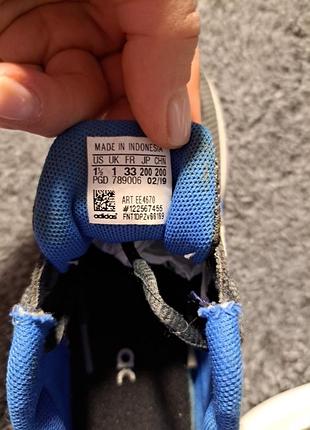 MADE IN INDONESIA
US UK FR JP CHN
1½ 1 33 200 200
PGD 789006 02/19
ART EE4670
#122567455
adidas